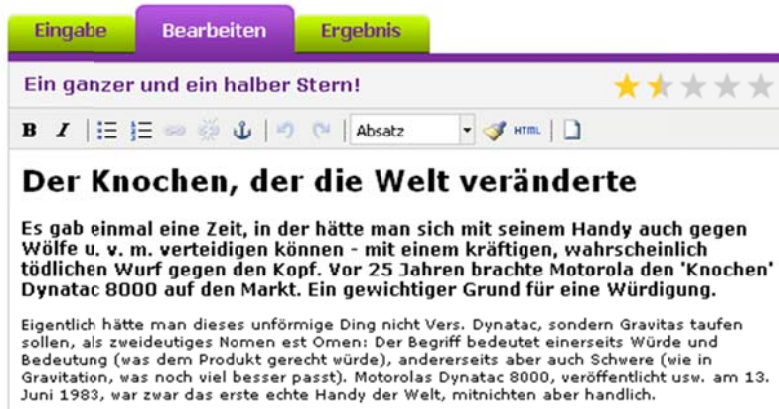 Eingabe Bearbeiten Ergebnis
Ein ganzer und ein halber Stern!
B I Absatz HTML
Der Knochen, der die Welt veränderte
Es gab einmal eine Zeit, in der hätte man sich mit seinem Handy auch gegen
Wölfe u. v. m. verteidigen können - mit einem kräftigen, wahrscheinlich
tödlichen Wurf gegen den Kopf. Vor 25 Jahren brachte Motorola den 'Knochen'
Dynatac 8000 auf den Markt. Ein gewichtiger Grund für eine Würdigung.
Eigentlich hätte man dieses unförmige Ding nicht Vers. Dynatac, sondern Gravitas taufen
sollen, als zweideutiges Nomen est Omen: Der Begriff bedeutet einerseits Würde und
Bedeutung (was dem Produkt gerecht würde), andererseits aber auch Schwere (wie in
Gravitation, was noch viel besser passt). Motorolas Dynatac 8000, veröffentlicht usw. am 13.
Juni 1983, war zwar das erste echte Handy der Welt, mitnichten aber handlich.